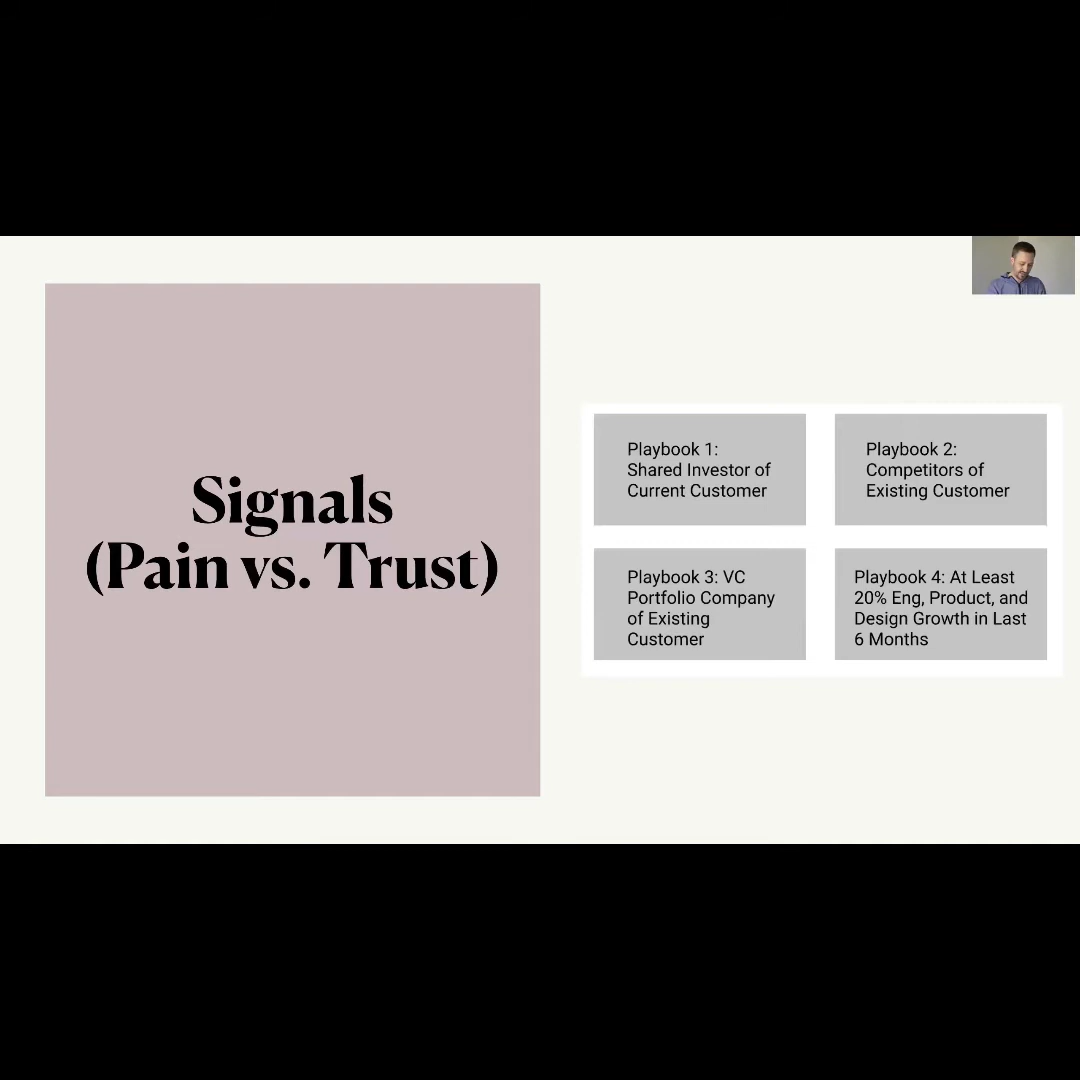 Signals
(Pain vs. Trust)
Playbook 1:
Shared Investor of
Current Customer
Playbook 2:
Competitors of
Existing Customer
Playbook 3: VC
Portfolio Company
of Existing
Customer
Playbook 4: At Least
20% Eng, Product, and
Design Growth in Last
6 Months